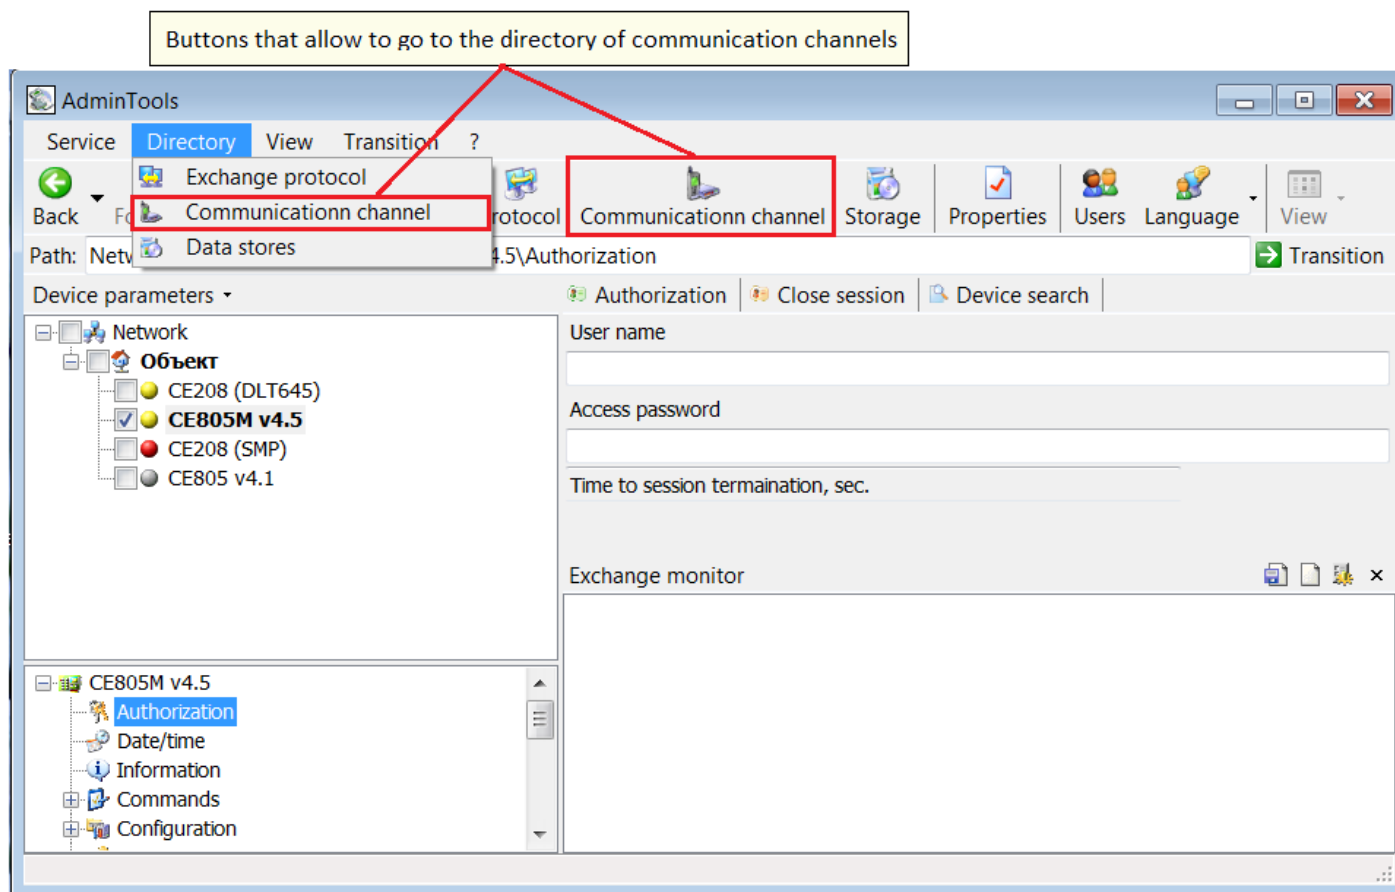 Buttons that allow to go to the directory of communication channels
AdminTools
Service Directory View Transition ?
Exchange protocol
Communicationn channel
Data stores
Back Fo rotocol Communicationn channel Storage Properties Users Language View
Path: Netw 4.5\Authorization Transition
Device parameters Authorization Close session Device search
Network
Объект
CE208 (DLT645)
CE805M v4.5
CE208 (SMP)
CE805 v4.1
User name
Access password
Time to session termaination, sec.
Exchange monitor
CE805M v4.5
Authorization
Date/time
Information
Commands
Configuration